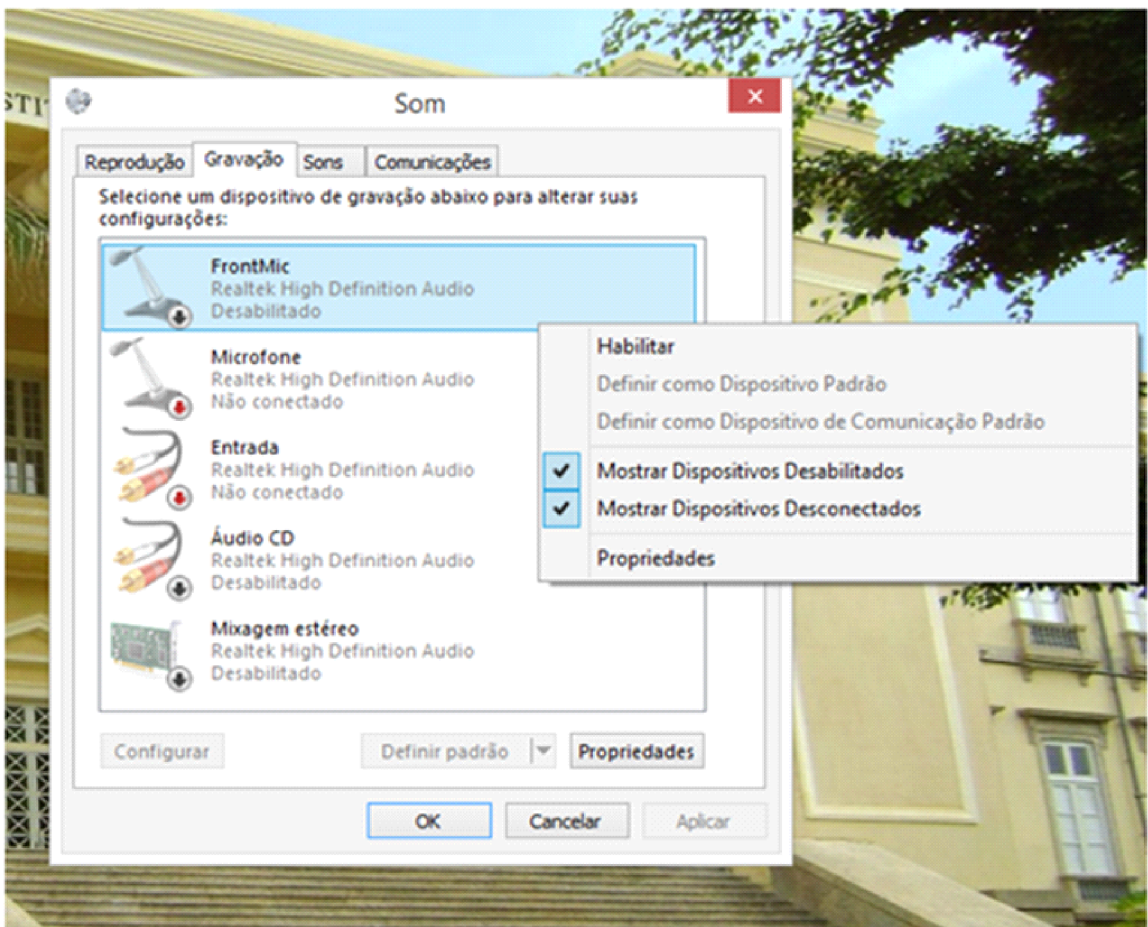 STI
Som
Reprodução
Gravação
Sons
Comunicações
Selecione um dispositivo de gravação abaixo para alterar suas
configurações:
FrontMic
Realtek High Definition Audio
Desabilitado
Microfone
Realtek High Definition Audio
Não conectado
Entrada
Realtek High Definition Audio
Não conectado
Áudio CD
Realtek High Definition Audio
Desabilitado
Mixagem estéreo
Realtek High Definition Audio
Desabilitado
Habilitar
Definir como Dispositivo Padrão
Definir como Dispositivo de Comunicação Padrão
Mostrar Dispositivos Desabilitados
Mostrar Dispositivos Desconectados
Propriedades
Configurar
Definir padrão
Propriedades
OK
Cancelar
Aplicar